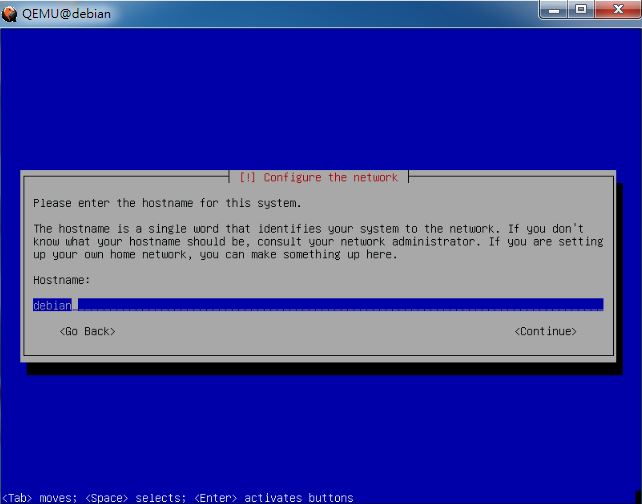 QEMU@debian
[!] Configure the network
Please enter the hostname for this system.
The hostname is a single word that identifies your system to the network. If you don't
know what your hostname should be, consult your network administrator. If you are setting
up your own home network, you can make something up here.
Hostname:
debian
<Go Back> <Continue>
<Tab> moves; <Space> selects; <Enter> activates buttons